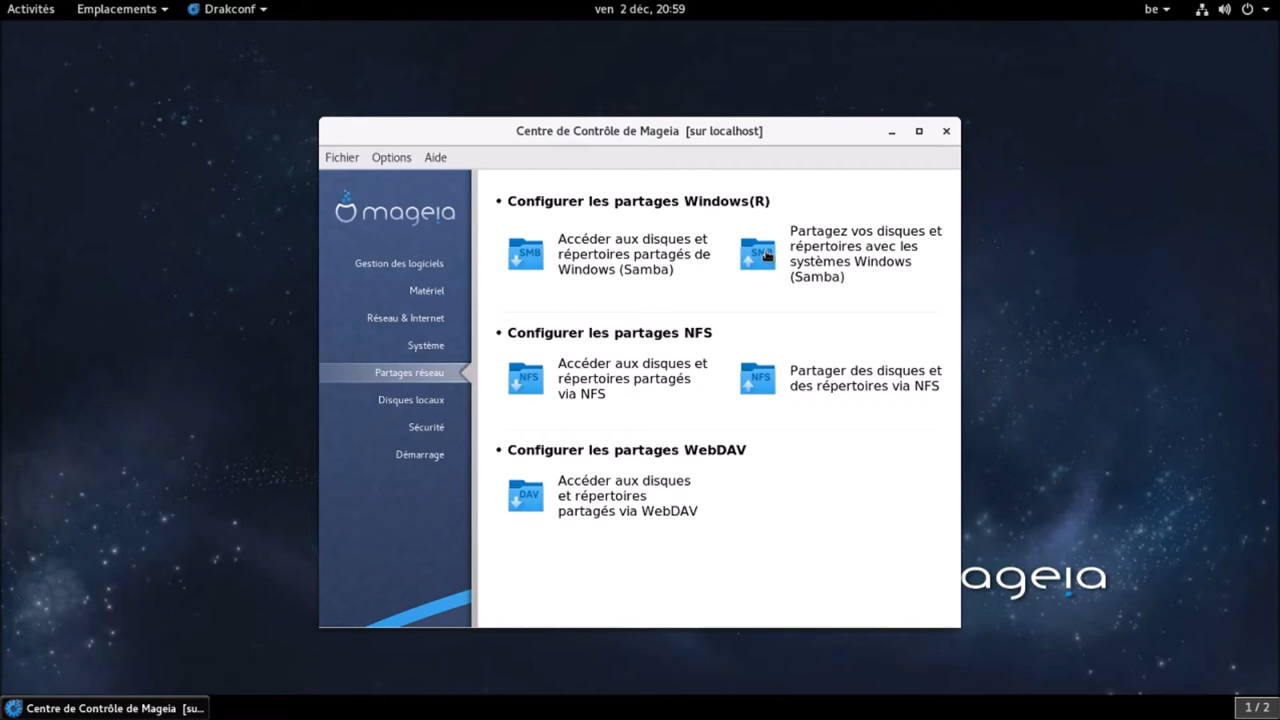 Activités Emplacements Drakconf ven 2 déc, 20:59 be
Centre de Contrôle de Mageia [sur localhost]
Fichier Options Aide
mageia
Gestion des logiciels
Matériel
Réseau & Internet
Système
Partages réseau
Disques locaux
Sécurité
Démarrage
• Configurer les partages Windows(R)
SMB
Accéder aux disques et
répertoires partagés de
Windows (Samba)
SMB
Partagez vos disques et
répertoires avec les
systèmes Windows
(Samba)
• Configurer les partages NFS
NFS
Accéder aux disques et
répertoires partagés
via NFS
NFS
Partager des disques et
des répertoires via NFS
• Configurer les partages WebDAV
DAV
Accéder aux disques
et répertoires
partagés via WebDAV
ageia
Centre de Contrôle de Mageia [su...
1 / 2